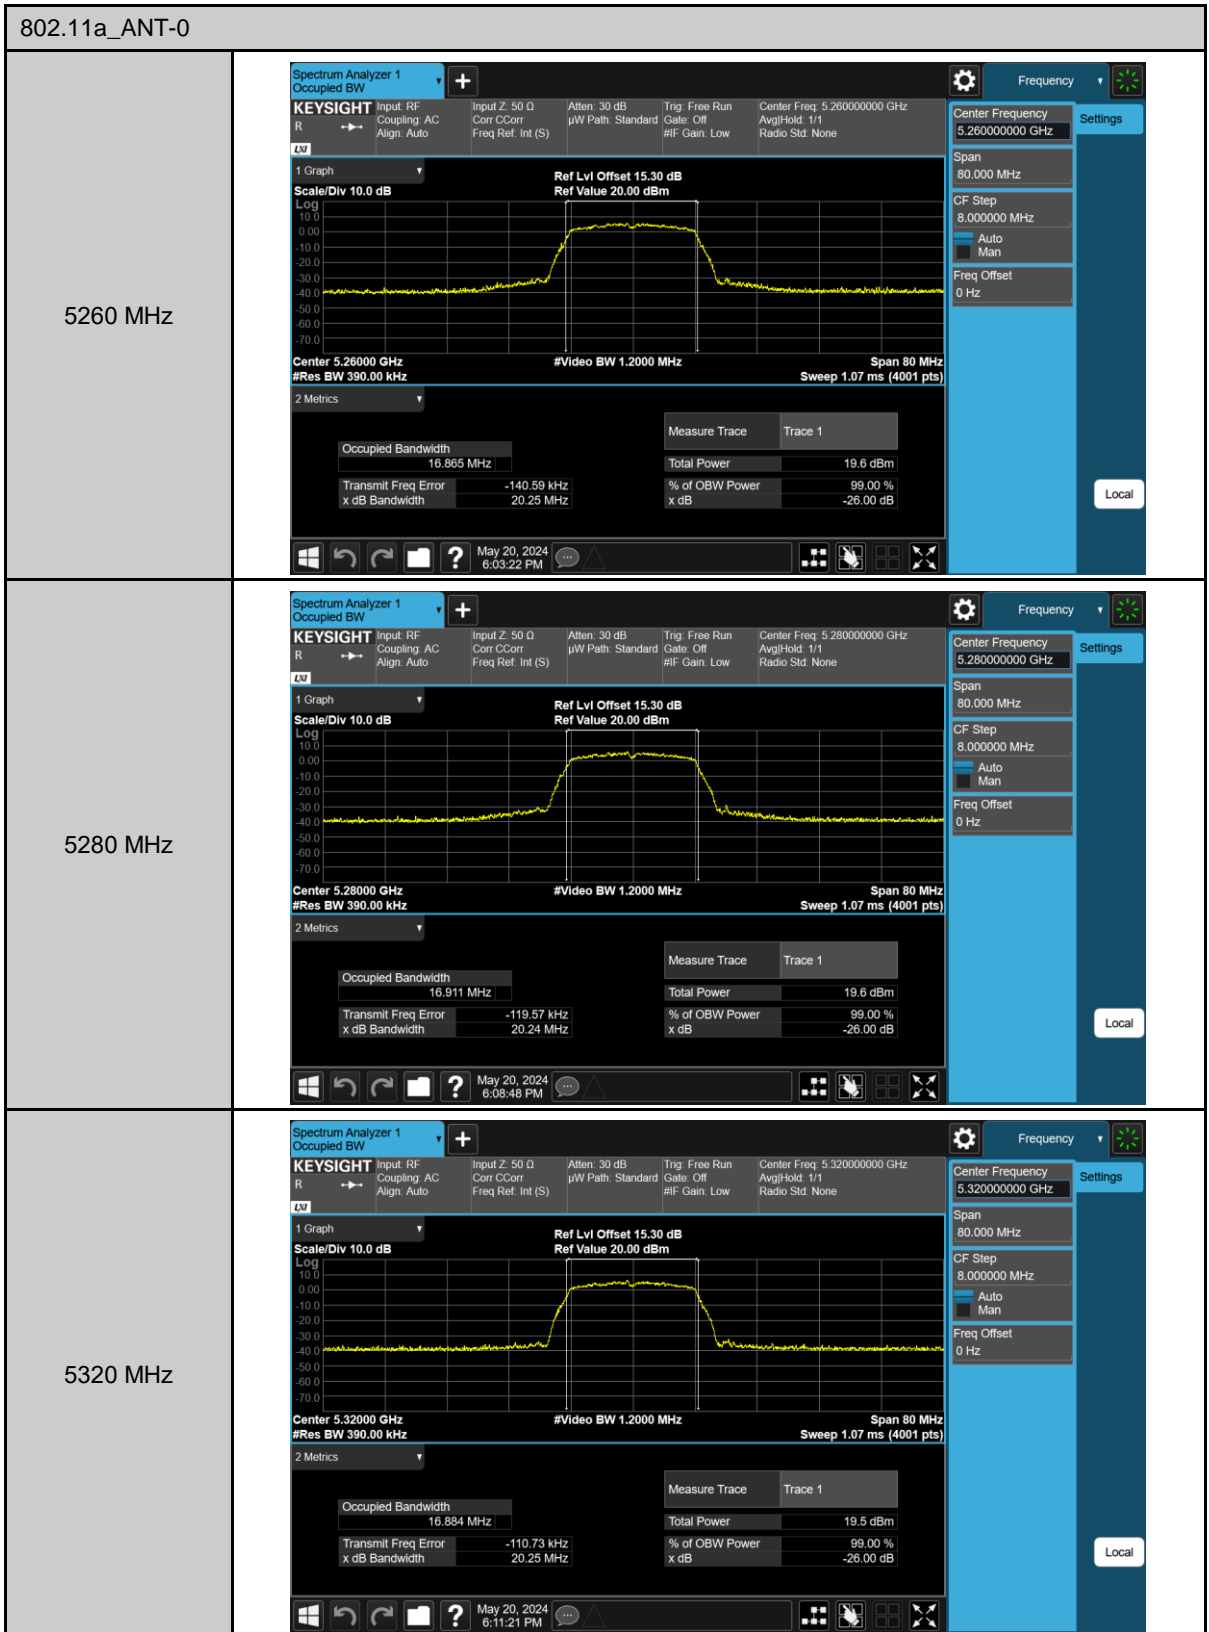 802.11a_ANT-0
5260 MHz
Spectrum Analyzer 1
Occupied BW
Frequency
KEYSIGHT
R
LXI
Input: RF
Coupling: AC
Align: Auto
Input Z: 50 Ω
Corr CCorr
Freq Ref: Int (S)
Atten: 30 dB
µW Path: Standard
Trig: Free Run
Gate: Off
#IF Gain: Low
Center Freq: 5.260000000 GHz
Avg|Hold: 1/1
Radio Std: None
Center Frequency
5.260000000 GHz
Settings
Span
80.000 MHz
CF Step
8.000000 MHz
Auto
Man
Freq Offset
0 Hz
Local
1 Graph
Scale/Div 10.0 dB
Ref Lvl Offset 15.30 dB
Ref Value 20.00 dBm
Log
10.0
0.00
-10.0
-20.0
-30.0
-40.0
-50.0
-60.0
-70.0
Center 5.26000 GHz
#Video BW 1.2000 MHz
Span 80 MHz
#Res BW 390.00 kHz
Sweep 1.07 ms (4001 pts)
2 Metrics
Measure Trace Trace 1
Occupied Bandwidth
16.865 MHz
Total Power 19.6 dBm
Transmit Freq Error -140.59 kHz
% of OBW Power 99.00 %
x dB Bandwidth 20.25 MHz
x dB -26.00 dB
?
May 20, 2024
6:03:22 PM
5280 MHz
Spectrum Analyzer 1
Occupied BW
Frequency
KEYSIGHT
R
LXI
Input: RF
Coupling: AC
Align: Auto
Input Z: 50 Ω
Corr CCorr
Freq Ref: Int (S)
Atten: 30 dB
µW Path: Standard
Trig: Free Run
Gate: Off
#IF Gain: Low
Center Freq: 5.280000000 GHz
Avg|Hold: 1/1
Radio Std: None
Center Frequency
5.280000000 GHz
Settings
Span
80.000 MHz
CF Step
8.000000 MHz
Auto
Man
Freq Offset
0 Hz
Local
1 Graph
Scale/Div 10.0 dB
Ref Lvl Offset 15.30 dB
Ref Value 20.00 dBm
Log
10.0
0.00
-10.0
-20.0
-30.0
-40.0
-50.0
-60.0
-70.0
Center 5.28000 GHz
#Video BW 1.2000 MHz
Span 80 MHz
#Res BW 390.00 kHz
Sweep 1.07 ms (4001 pts)
2 Metrics
Measure Trace Trace 1
Occupied Bandwidth
16.911 MHz
Total Power 19.6 dBm
Transmit Freq Error -119.57 kHz
% of OBW Power 99.00 %
x dB Bandwidth 20.24 MHz
x dB -26.00 dB
?
May 20, 2024
6:08:48 PM
5320 MHz
Spectrum Analyzer 1
Occupied BW
Frequency
KEYSIGHT
R
LXI
Input: RF
Coupling: AC
Align: Auto
Input Z: 50 Ω
Corr CCorr
Freq Ref: Int (S)
Atten: 30 dB
µW Path: Standard
Trig: Free Run
Gate: Off
#IF Gain: Low
Center Freq: 5.320000000 GHz
Avg|Hold: 1/1
Radio Std: None
Center Frequency
5.320000000 GHz
Settings
Span
80.000 MHz
CF Step
8.000000 MHz
Auto
Man
Freq Offset
0 Hz
Local
1 Graph
Scale/Div 10.0 dB
Ref Lvl Offset 15.30 dB
Ref Value 20.00 dBm
Log
10.0
0.00
-10.0
-20.0
-30.0
-40.0
-50.0
-60.0
-70.0
Center 5.32000 GHz
#Video BW 1.2000 MHz
Span 80 MHz
#Res BW 390.00 kHz
Sweep 1.07 ms (4001 pts)
2 Metrics
Measure Trace Trace 1
Occupied Bandwidth
16.884 MHz
Total Power 19.5 dBm
Transmit Freq Error -110.73 kHz
% of OBW Power 99.00 %
x dB Bandwidth 20.25 MHz
x dB -26.00 dB
?
May 20, 2024
6:11:21 PM